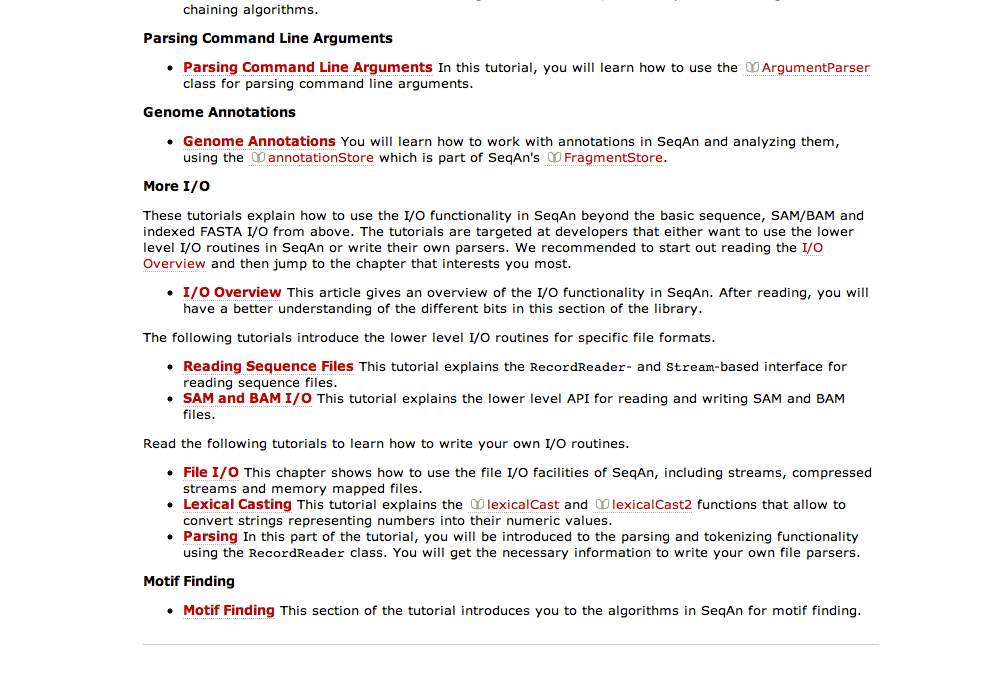 chaining algorithms.
Parsing Command Line Arguments
Parsing Command Line Arguments In this tutorial, you will learn how to use the ArgumentParser
class for parsing command line arguments.
Genome Annotations
Genome Annotations You will learn how to work with annotations in SeqAn and analyzing them,
using the annotationStore which is part of SeqAn's FragmentStore.
More I/O
These tutorials explain how to use the I/O functionality in SeqAn beyond the basic sequence, SAM/BAM and
indexed FASTA I/O from above. The tutorials are targeted at developers that either want to use the lower
level I/O routines in SeqAn or write their own parsers. We recommended to start out reading the I/O
Overview and then jump to the chapter that interests you most.
I/O Overview This article gives an overview of the I/O functionality in SeqAn. After reading, you will
have a better understanding of the different bits in this section of the library.
The following tutorials introduce the lower level I/O routines for specific file formats.
Reading Sequence Files This tutorial explains the RecordReader- and Stream-based interface for
reading sequence files.
SAM and BAM I/O This tutorial explains the lower level API for reading and writing SAM and BAM
files.
Read the following tutorials to learn how to write your own I/O routines.
File I/O This chapter shows how to use the file I/O facilities of SeqAn, including streams, compressed
streams and memory mapped files.
Lexical Casting This tutorial explains the lexicalCast and lexicalCast2 functions that allow to
convert strings representing numbers into their numeric values.
Parsing In this part of the tutorial, you will be introduced to the parsing and tokenizing functionality
using the RecordReader class. You will get the necessary information to write your own file parsers.
Motif Finding
Motif Finding This section of the tutorial introduces you to the algorithms in SeqAn for motif finding.